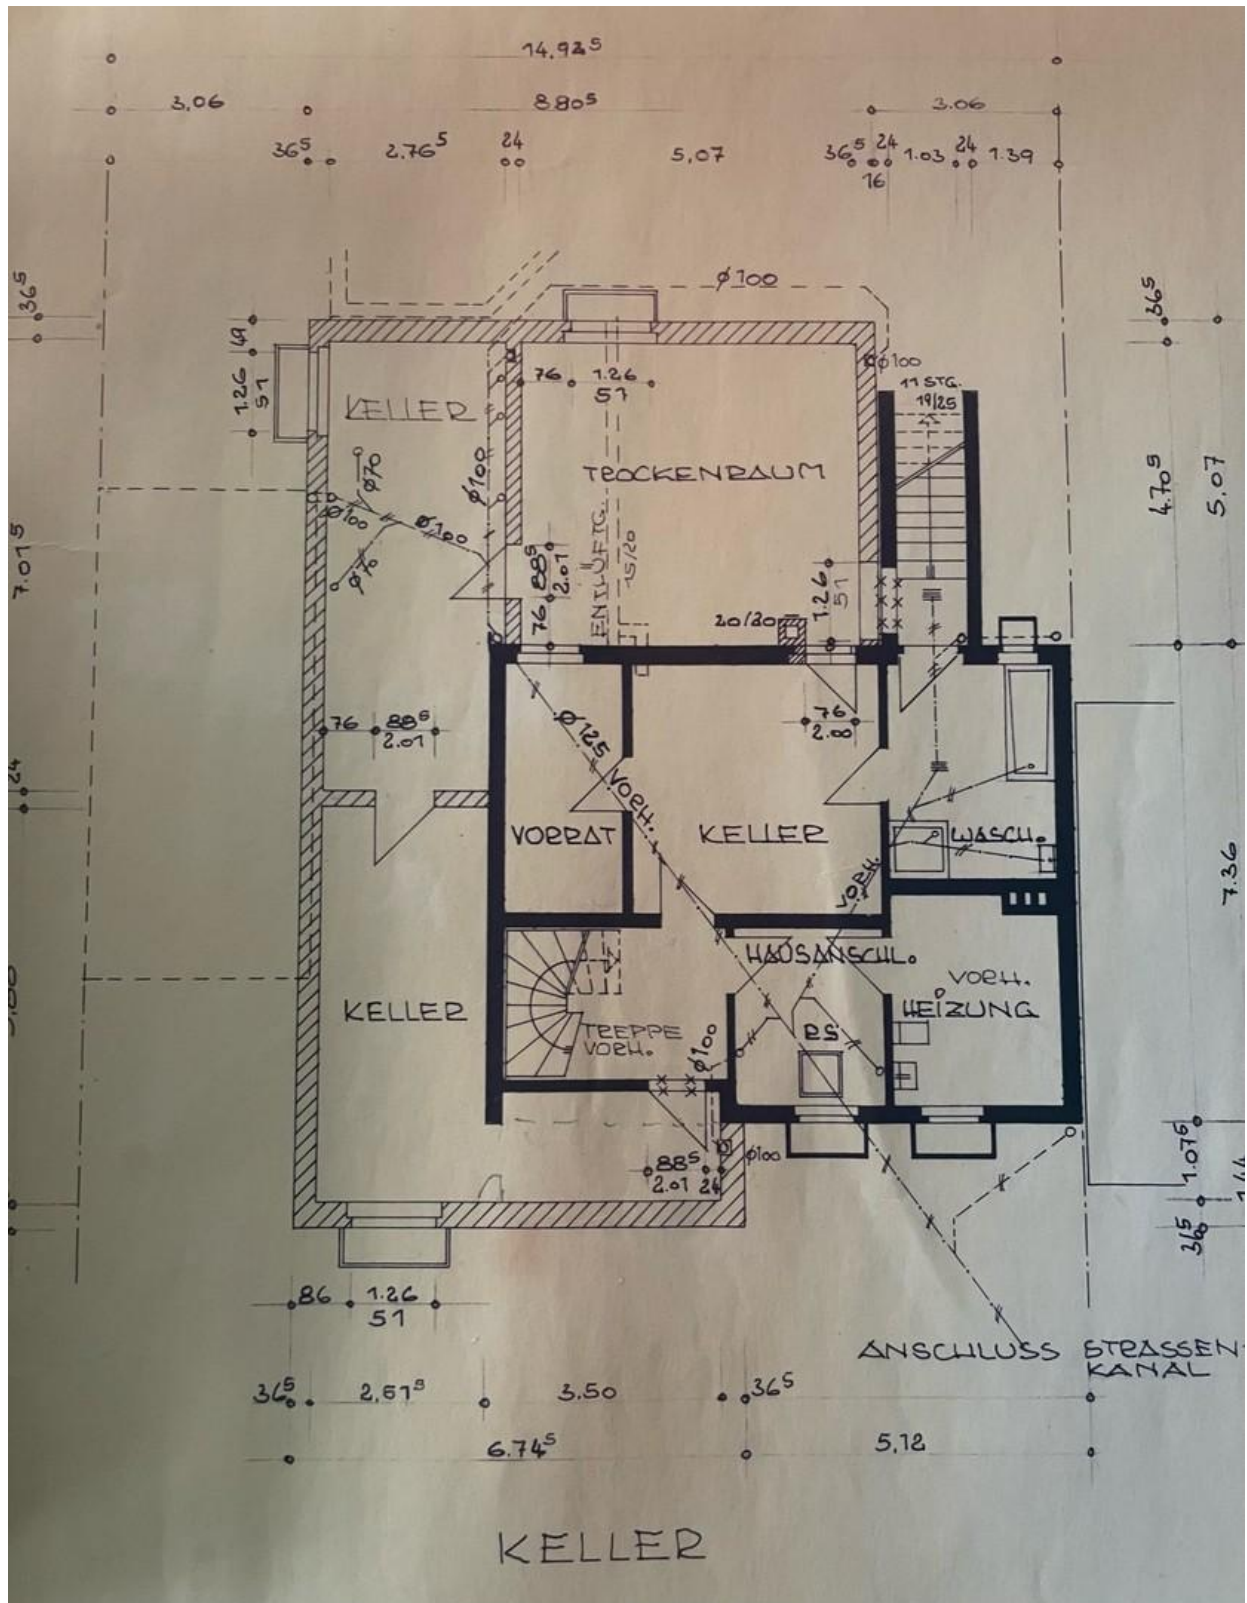 14,92⁵
3,06
8.80⁵
3.06
36⁵
2.76⁵
24
5,07
36⁵
24
1.03
24
1.39
16
36⁵
49
1.26
51
7.01⁵
24
ø100
ø100
36⁵
11 STG.
19/25
76
1.26
51
KELLER
TROCKENRAUM
4.70⁵
5.07
ø70
ø100
ø100
ø100
ø70
88⁵
2.01
76
ENTLÜFTG.
15/20
20/20
1.26
51
76
88⁵
2.01
ø125
VORH.
76
2.00
VORRAT
KELLER
WASCH.
VORH.
7.36
HAUSANSCHL.
VORH.
HEIZUNG
KELLER
TREPPE
VORH.
ø100
RS
88⁵
2.01
24
ø100
1.07⁵
36⁵
86
1.26
51
ANSCHLUSS STRASSEN-
KANAL
36⁵
3.50
36⁵
6.74⁵
5,12
KELLER